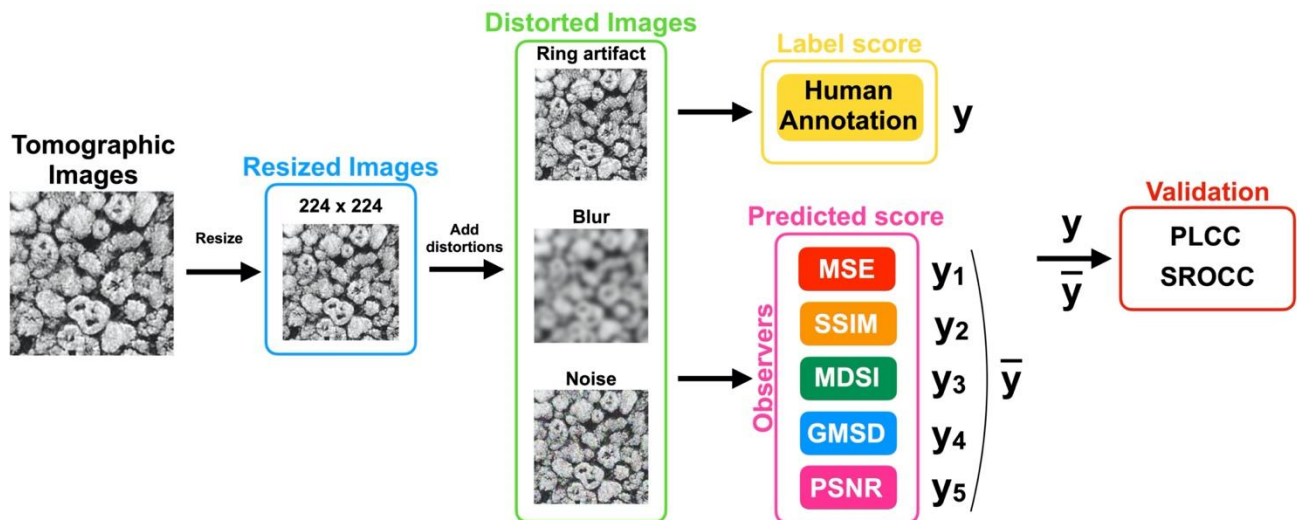 Tomographic
Images
Resize
Resized Images
224 x 224
Add
distortions
Distorted Images
Ring artifact
Blur
Noise
Label score
Human
Annotation
y
Predicted score
Observers
MSE
y1
SSIM
y2
MDSI
y3
GMSD
y4
PSNR
y5
y̅
y
y̅
Validation
PLCC
SROCC